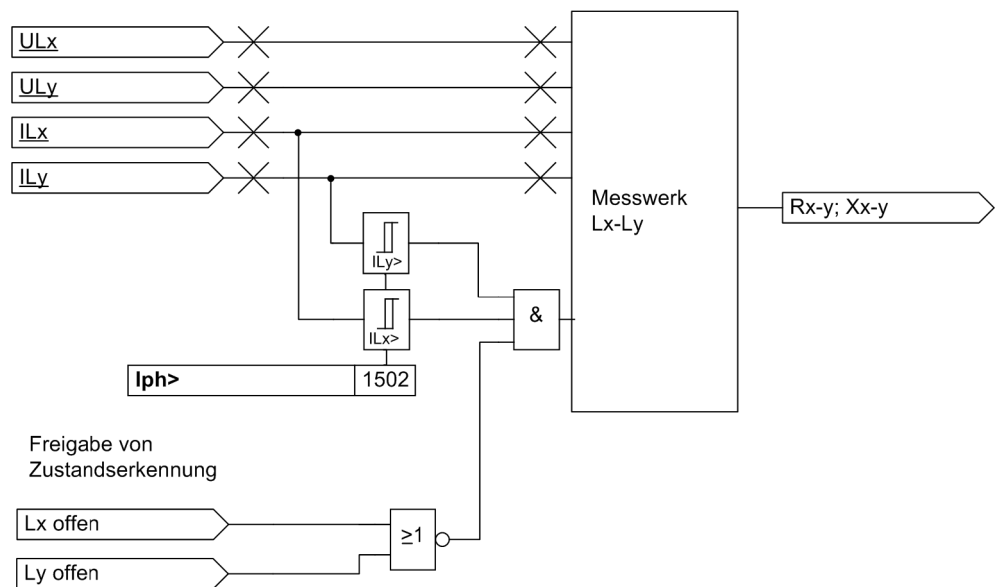 ULx
ULy
ILx
ILy
Messwerk
Lx-Ly
Rx-y; Xx-y
ILy>
ILx>
&
Iph> 1502
Freigabe von
Zustandserkennung
Lx offen
≥1
Ly offen